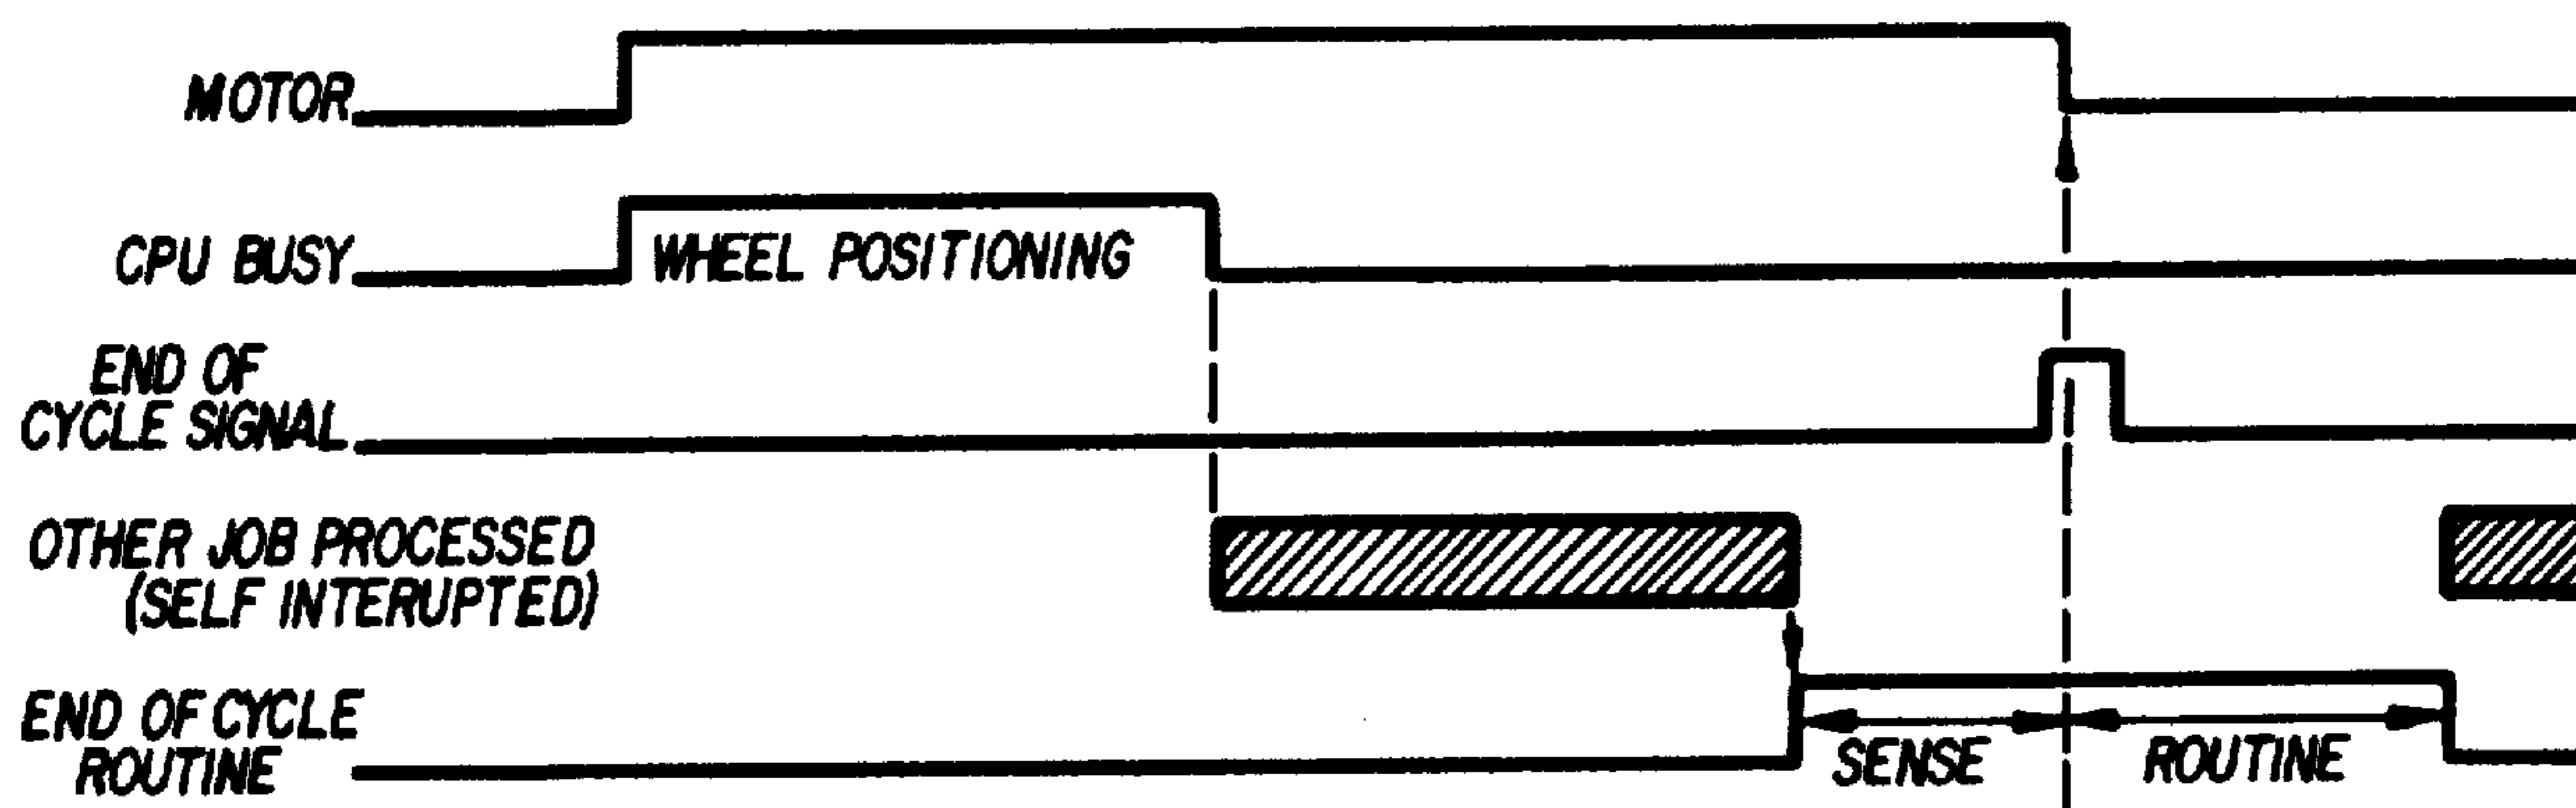 MOTOR
CPU BUSY
WHEEL POSITIONING
END OF
CYCLE SIGNAL
OTHER JOB PROCESSED
(SELF INTERUPTED)
END OF CYCLE
ROUTINE
SENSE
ROUTINE